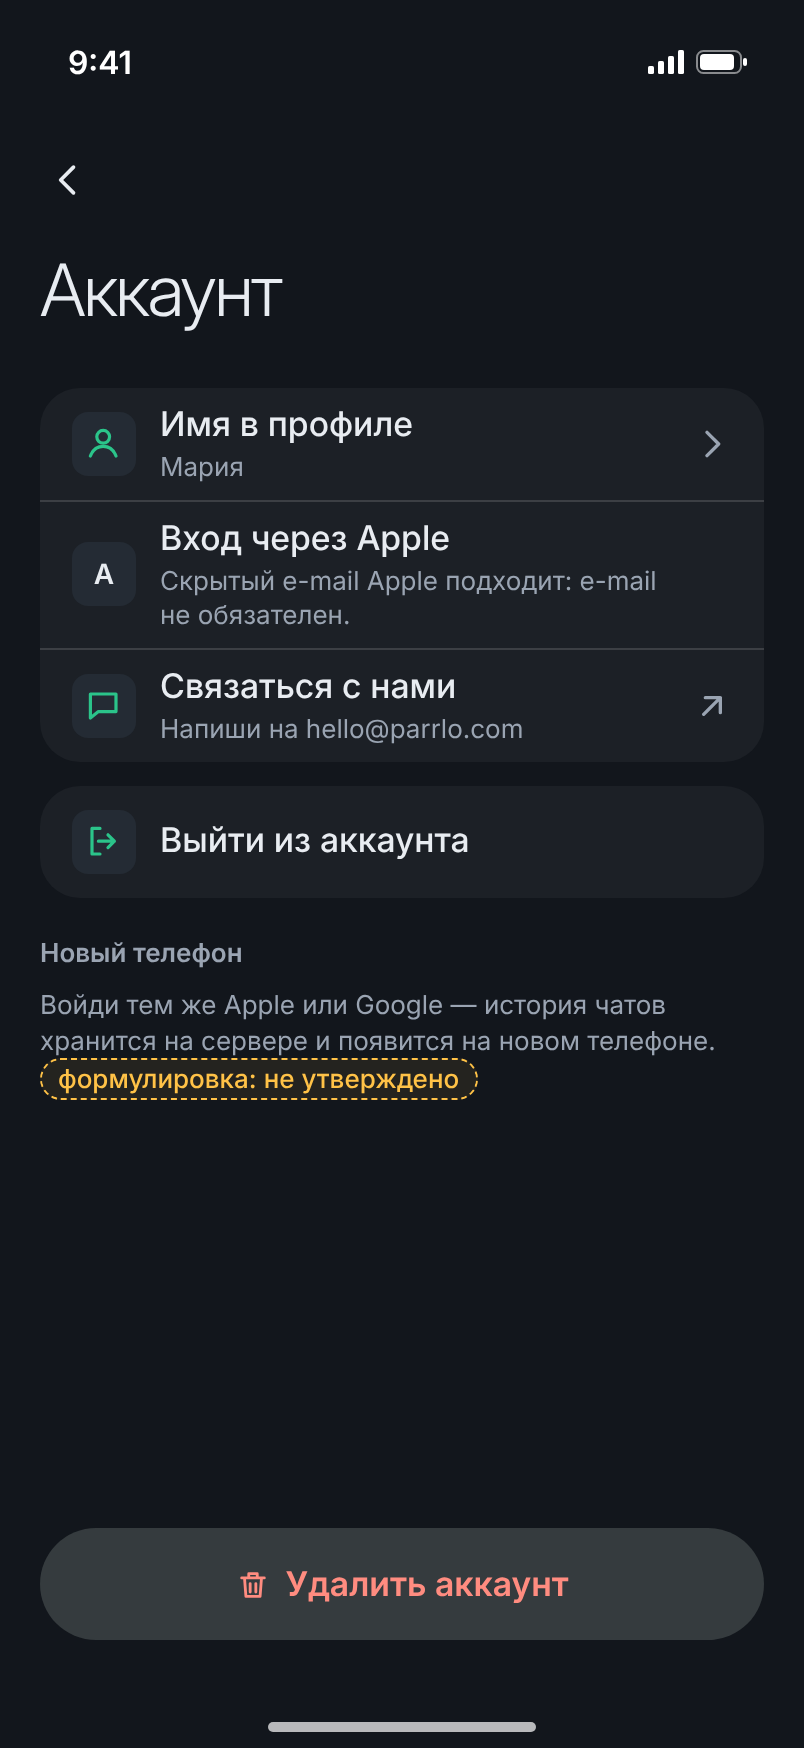 9:41
Аккаунт
Имя в профиле
Мария
A
Вход через Apple
Скрытый e-mail Apple подходит: e-mail
не обязателен.
Связаться с нами
Напиши на hello@parrlo.com
Выйти из аккаунта
Новый телефон
Войди тем же Apple или Google — история чатов
хранится на сервере и появится на новом телефоне.
формулировка: не утверждено
Удалить аккаунт